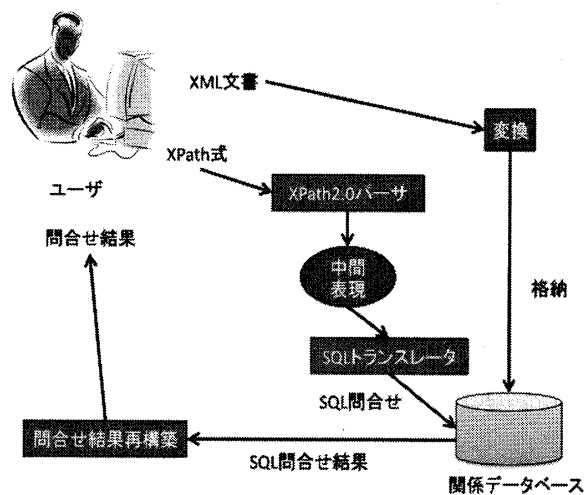 XML文書
変換
XPath式
XPath2.0パーサ
ユーザ
問合せ結果
中間
表現
格納
SQLトランスレータ
SQL問合せ
問合せ結果再構築
SQL問合せ結果
関係データベース